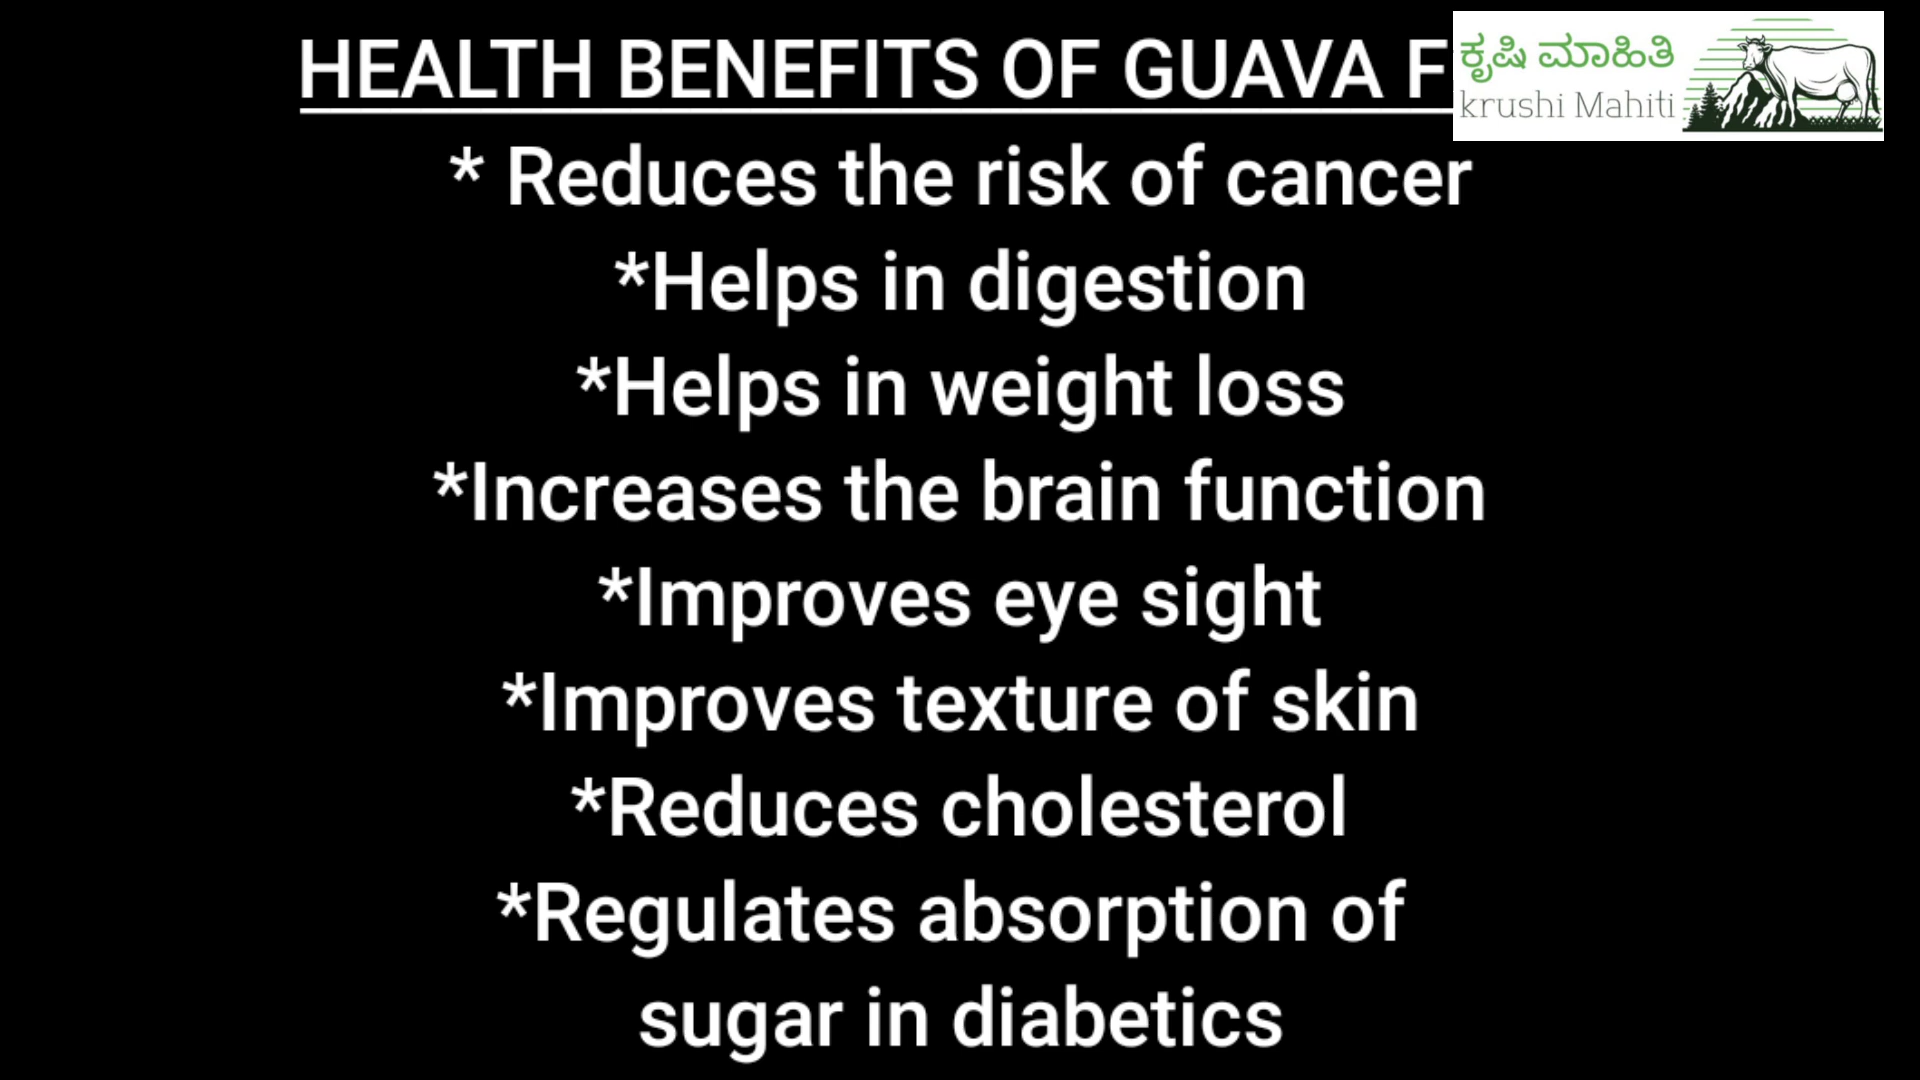 HEALTH BENEFITS OF GUAVA
ಕೃಷಿ ಮಾಹಿತಿ
krushi Mahiti
* Reduces the risk of cancer
*Helps in digestion
*Helps in weight loss
*Increases the brain function
*Improves eye sight
*Improves texture of skin
*Reduces cholesterol
*Regulates absorption of
sugar in diabetics